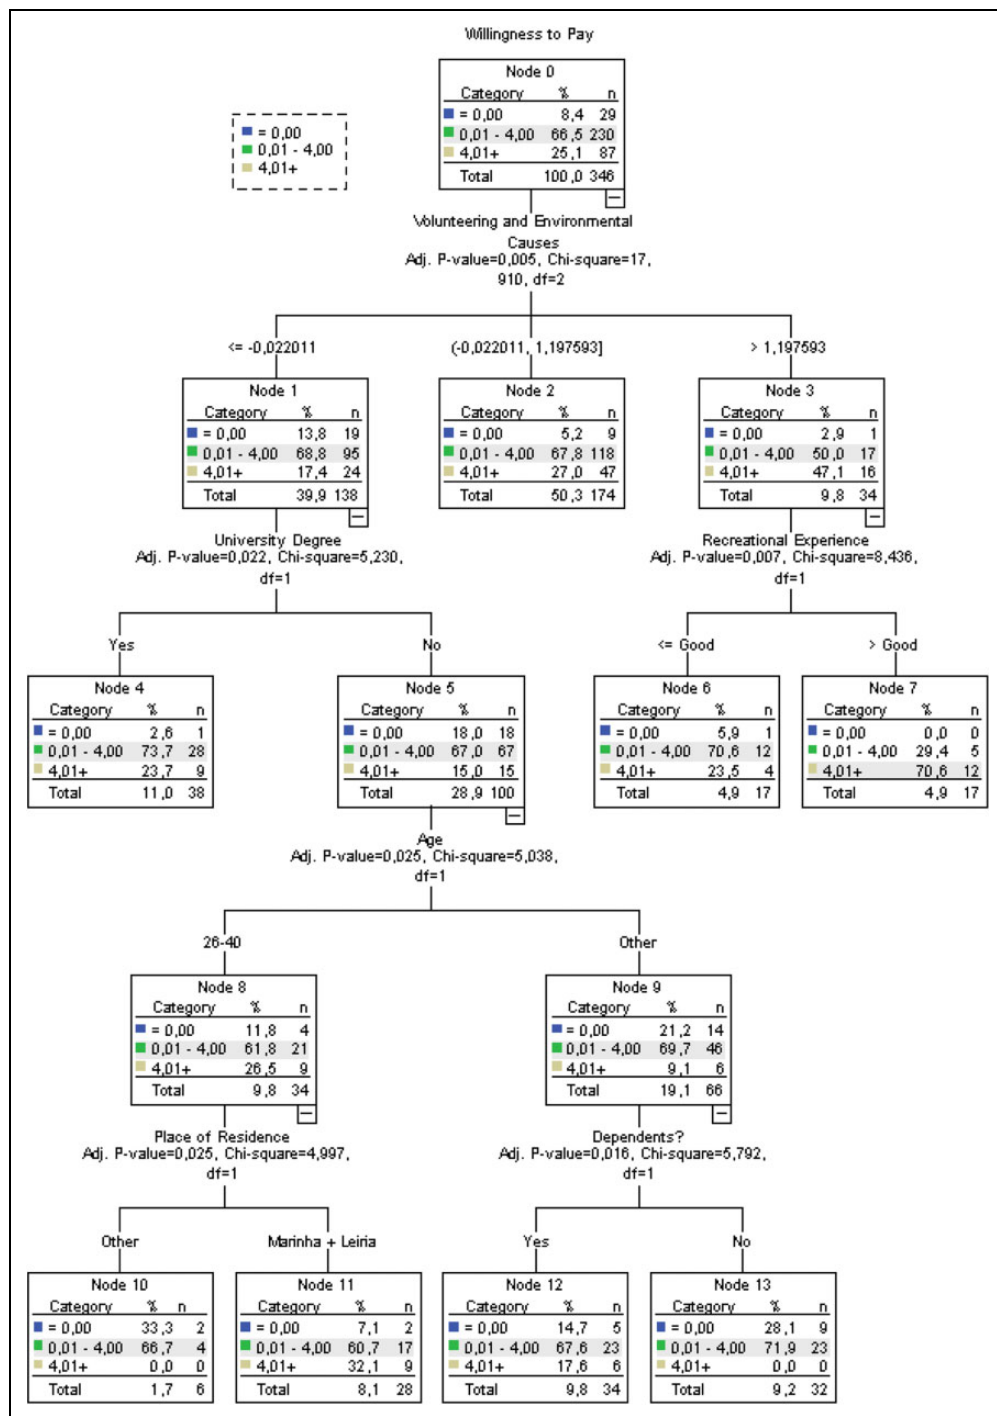 Willingness to Pay
Node 0
Category % n
= 0,00 8,4 29
0,01 - 4,00 66,5 230
4,01+ 25,1 87
Total 100,0 346
= 0,00
0,01 - 4,00
4,01+
Volunteering and Environmental
Causes
Adj. P-value=0,005, Chi-square=17,
910, df=2
<= -0,022011
(-0,022011, 1,197593]
> 1,197593
Node 1
Category % n
= 0,00 13,8 19
0,01 - 4,00 68,8 95
4,01+ 17,4 24
Total 39,9 138
Node 2
Category % n
= 0,00 5,2 9
0,01 - 4,00 67,8 118
4,01+ 27,0 47
Total 50,3 174
Node 3
Category % n
= 0,00 2,9 1
0,01 - 4,00 50,0 17
4,01+ 47,1 16
Total 9,8 34
University Degree
Adj. P-value=0,022, Chi-square=5,230,
df=1
Recreational Experience
Adj. P-value=0,007, Chi-square=8,436,
df=1
Yes
No
<= Good
> Good
Node 4
Category % n
= 0,00 2,6 1
0,01 - 4,00 73,7 28
4,01+ 23,7 9
Total 11,0 38
Node 5
Category % n
= 0,00 18,0 18
0,01 - 4,00 67,0 67
4,01+ 15,0 15
Total 28,9 100
Node 6
Category % n
= 0,00 5,9 1
0,01 - 4,00 70,6 12
4,01+ 23,5 4
Total 4,9 17
Node 7
Category % n
= 0,00 0,0 0
0,01 - 4,00 29,4 5
4,01+ 70,6 12
Total 4,9 17
Age
Adj. P-value=0,025, Chi-square=5,038,
df=1
26-40
Other
Node 8
Category % n
= 0,00 11,8 4
0,01 - 4,00 61,8 21
4,01+ 26,5 9
Total 9,8 34
Node 9
Category % n
= 0,00 21,2 14
0,01 - 4,00 69,7 46
4,01+ 9,1 6
Total 19,1 66
Place of Residence
Adj. P-value=0,025, Chi-square=4,997,
df=1
Dependents?
Adj. P-value=0,016, Chi-square=5,792,
df=1
Other
Marinha + Leiria
Yes
No
Node 10
Category % n
= 0,00 33,3 2
0,01 - 4,00 66,7 4
4,01+ 0,0 0
Total 1,7 6
Node 11
Category % n
= 0,00 7,1 2
0,01 - 4,00 60,7 17
4,01+ 32,1 9
Total 8,1 28
Node 12
Category % n
= 0,00 14,7 5
0,01 - 4,00 67,6 23
4,01+ 17,6 6
Total 9,8 34
Node 13
Category % n
= 0,00 28,1 9
0,01 - 4,00 71,9 23
4,01+ 0,0 0
Total 9,2 32